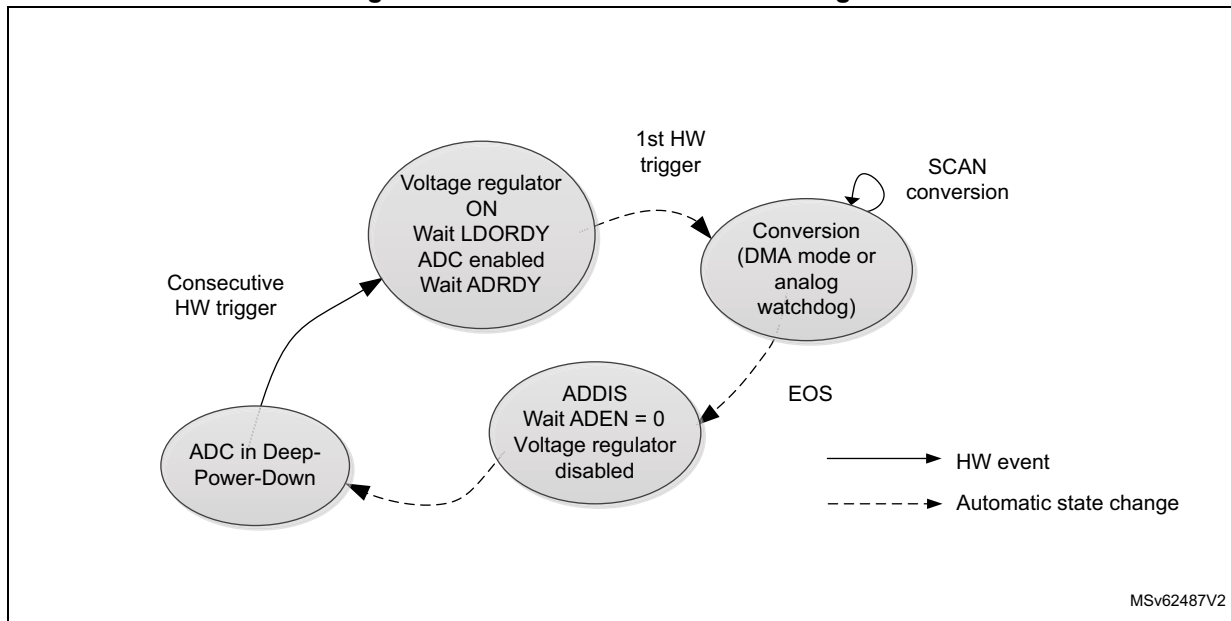 Voltage regulator
ON
Wait LDORDY
ADC enabled
Wait ADRDY
1st HW
trigger
SCAN
conversion
Conversion
(DMA mode or
analog
watchdog)
Consecutive
HW trigger
ADDIS
Wait ADEN = 0
Voltage regulator
disabled
EOS
ADC in Deep-
Power-Down
HW event
Automatic state change
MSv62487V2